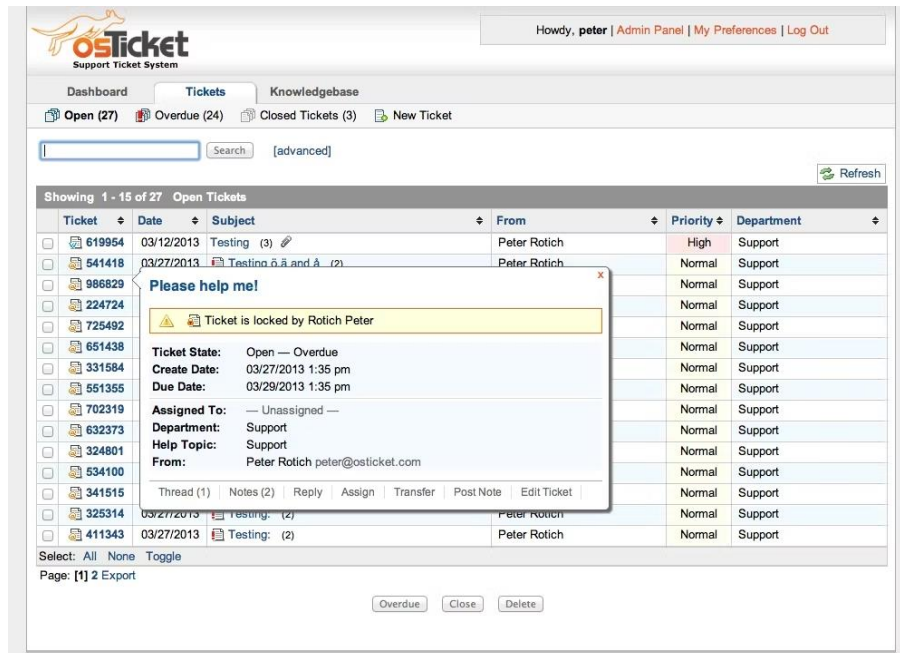 osTicket
Support Ticket System
Howdy, peter | Admin Panel | My Preferences | Log Out
Dashboard Tickets Knowledgebase
Open (27) Overdue (24) Closed Tickets (3) New Ticket
Search [advanced]
Refresh
Showing 1 - 15 of 27 Open Tickets
Ticket Date Subject From Priority Department
619954 03/12/2013 Testing (3) Peter Rotich High Support
541418 03/27/2013 Testing ö,ä and å (2) Peter Rotich Normal Support
986829 Normal Support
224724 Normal Support
725492 Normal Support
651438 Normal Support
331584 Normal Support
551355 Normal Support
702319 Normal Support
632373 Normal Support
324801 Normal Support
534100 Normal Support
341515 Normal Support
325314 03/27/2013 Testing: (2) Peter Rotich Normal Support
411343 03/27/2013 Testing: (2) Peter Rotich Normal Support
Please help me!
x
Ticket is locked by Rotich Peter
Ticket State: Open — Overdue
Create Date: 03/27/2013 1:35 pm
Due Date: 03/29/2013 1:35 pm
Assigned To: — Unassigned —
Department: Support
Help Topic: Support
From: Peter Rotich peter@osticket.com
Thread (1) Notes (2) Reply Assign Transfer Post Note Edit Ticket
Select: All None Toggle
Page: [1] 2 Export
Overdue Close Delete